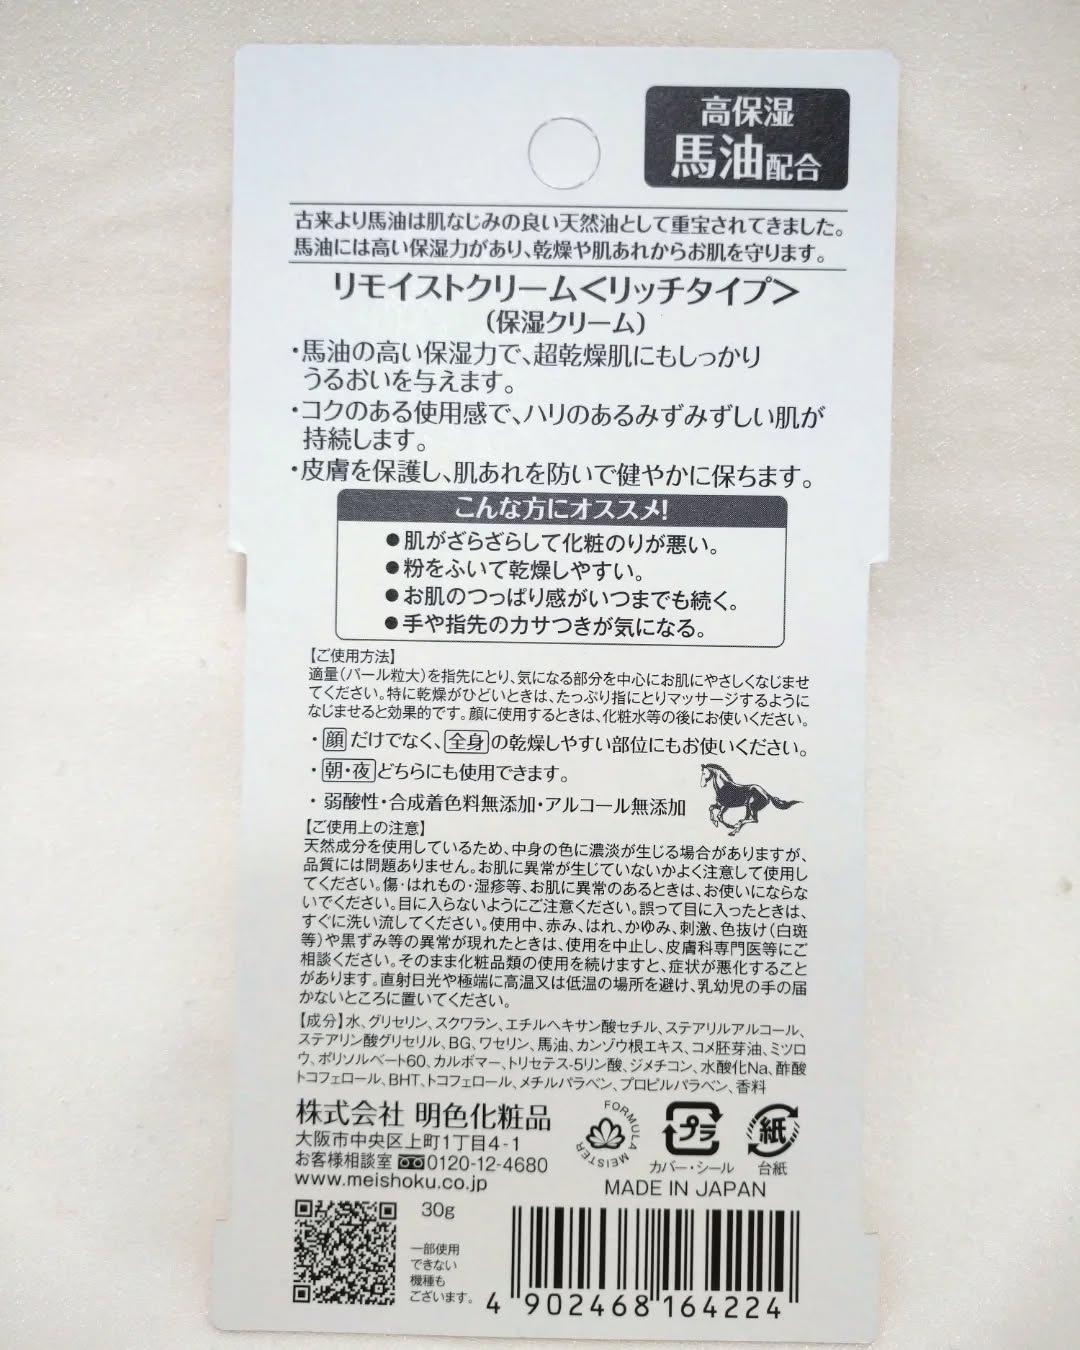 高保湿
馬油配合
古来より馬油は肌なじみの良い天然油として重宝されてきました。
馬油には高い保湿力があり、乾燥や肌あれからお肌を守ります。
リモイストクリーム<リッチタイプ>
(保湿クリーム)
・馬油の高い保湿力で、超乾燥肌にもしっかり
うるおいを与えます。
・コクのある使用感で、ハリのあるみずみずしい肌が
持続します。
・皮膚を保護し、肌あれを防いで健やかに保ちます。
こんな方にオススメ!
●肌がざらざらして化粧のりが悪い。
●粉をふいて乾燥しやすい。
●お肌のつっぱり感がいつまでも続く。
●手や指先のカサつきが気になる。
【ご使用方法】
適量(パール粒大)を指先にとり、気になる部分を中心にお肌にやさしくなじませ
てください。特に乾燥がひどいときは、たっぷり指にとりマッサージするように
なじませると効果的です。顔に使用するときは、化粧水等の後にお使いください。
・顔だけでなく、全身の乾燥しやすい部位にもお使いください。
・朝・夜どちらにも使用できます。
・弱酸性・合成着色料無添加・アルコール無添加
【ご使用上の注意】
天然成分を使用しているため、中身の色に濃淡が生じる場合がありますが、
品質には問題ありません。お肌に異常が生じていないかよく注意して使用し
てください。傷・はれもの・湿疹等、お肌に異常のあるときは、お使いにならな
いでください。目に入らないようにご注意ください。誤って目に入ったときは、
すぐに洗い流してください。使用中、赤み、はれ、かゆみ、刺激、色抜け(白斑
等)や黒ずみ等の異常が現れたときは、使用を中止し、皮膚科専門医等にご
相談ください。そのまま化粧品類の使用を続けますと、症状が悪化すること
があります。直射日光や極端に高温又は低温の場所を避け、乳幼児の手の届
かないところに置いてください。
【成分】水、グリセリン、スクワラン、エチルヘキサン酸セチル、ステアリルアルコール、
ステアリン酸グリセリル、BG、ワセリン、馬油、カンゾウ根エキス、コメ胚芽油、ミツロ
ウ、ポリソルベート60、カルボマー、トリセテス-5リン酸、ジメチコン、水酸化Na、酢酸
トコフェロール、BHT、トコフェロール、メチルパラベン、プロピルパラベン、香料
株式会社 明色化粧品
大阪市中央区上町1丁目4-1
お客様相談室 0120-12-4680
www.meishoku.co.jp
FORMULA MEISTER
プラ
カバー・シール
紙
台紙
MADE IN JAPAN
30g
一部使用
できない
機種も
ございます。
4 902468 164224